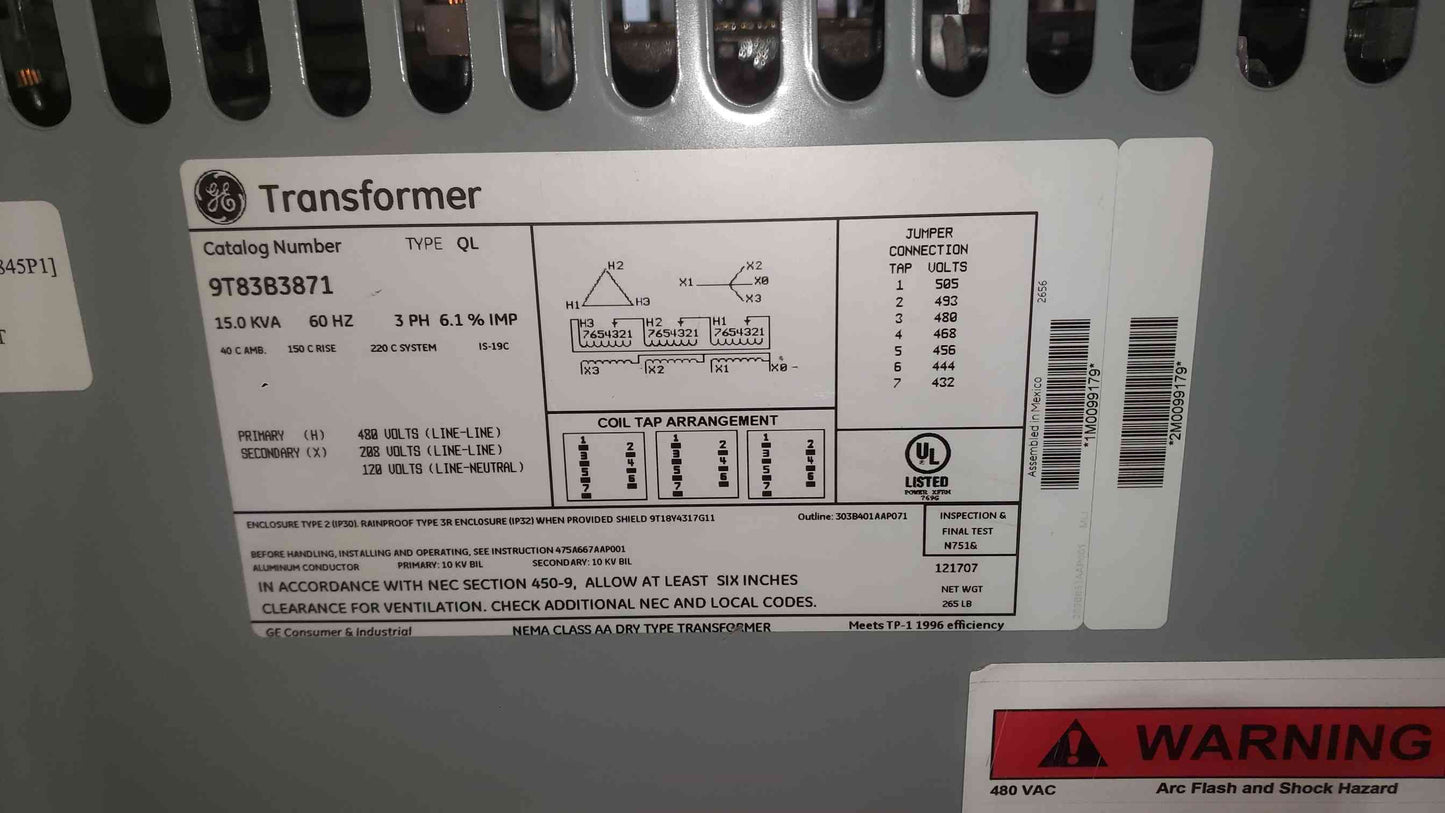 845P1]
T
GE Transformer
Catalog Number TYPE QL
9T83B3871
15.0 KVA 60 HZ 3 PH 6.1 % IMP
40 C AMB. 150 C RISE 220 C SYSTEM IS-19C
PRIMARY (H) 480 VOLTS (LINE-LINE)
SECONDARY (X) 208 VOLTS (LINE-LINE)
120 VOLTS (LINE-NEUTRAL)
H2
H1 H3
X2
X1 X0
X3
H3 H2 H1
7654321 7654321 7654321
X3 X2 X1 X0
COIL TAP ARRANGEMENT
1 1 1
2 2 2
3 3 3
4 4 4
5 5 5
6 6 6
7 7 7
JUMPER
CONNECTION
TAP VOLTS
1 505
2 493
3 480
4 468
5 456
6 444
7 432
UL
LISTED
POWER XFRM
769G
ENCLOSURE TYPE 2 (IP30). RAINPROOF TYPE 3R ENCLOSURE (IP32) WHEN PROVIDED SHIELD 9T18Y4317G11
Outline: 303B401AAP071
BEFORE HANDLING, INSTALLING AND OPERATING, SEE INSTRUCTION 475A667AAP001
ALUMINUM CONDUCTOR PRIMARY: 10 KV BIL SECONDARY: 10 KV BIL
IN ACCORDANCE WITH NEC SECTION 450-9, ALLOW AT LEAST SIX INCHES
CLEARANCE FOR VENTILATION. CHECK ADDITIONAL NEC AND LOCAL CODES.
INSPECTION &
FINAL TEST
N751&
121707
NET WGT
265 LB
GE Consumer & Industrial NEMA CLASS AA DRY TYPE TRANSFORMER Meets TP-1 1996 efficiency
2656
Assembled in Mexico
*1M0099179*
*2M0099179*
WARNING
480 VAC Arc Flash and Shock Hazard